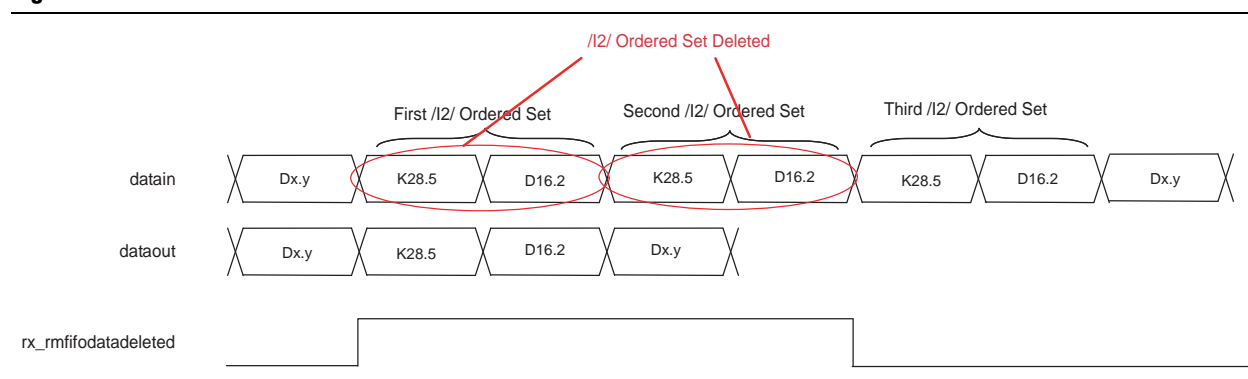 /I2/ Ordered Set Deleted
First /I2/ Ordered Set Second /I2/ Ordered Set Third /I2/ Ordered Set
datain Dx.y K28.5 D16.2 K28.5 D16.2 K28.5 D16.2 Dx.y
dataout Dx.y K28.5 D16.2 Dx.y
rx_rmfifodatadeleted